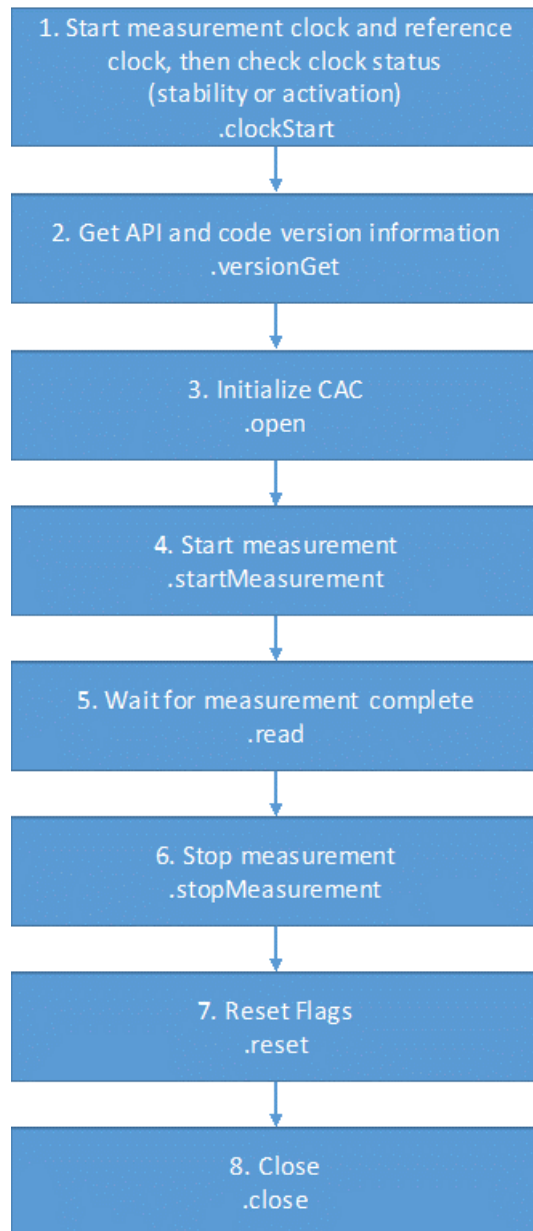 1. Start measurement clock and reference
clock, then check clock status
(stability or activation)
.clockStart
2. Get API and code version information
.versionGet
3. Initialize CAC
.open
4. Start measurement
.startMeasurement
5. Wait for measurement complete
.read
6. Stop measurement
.stopMeasurement
7. Reset Flags
.reset
8. Close
.close